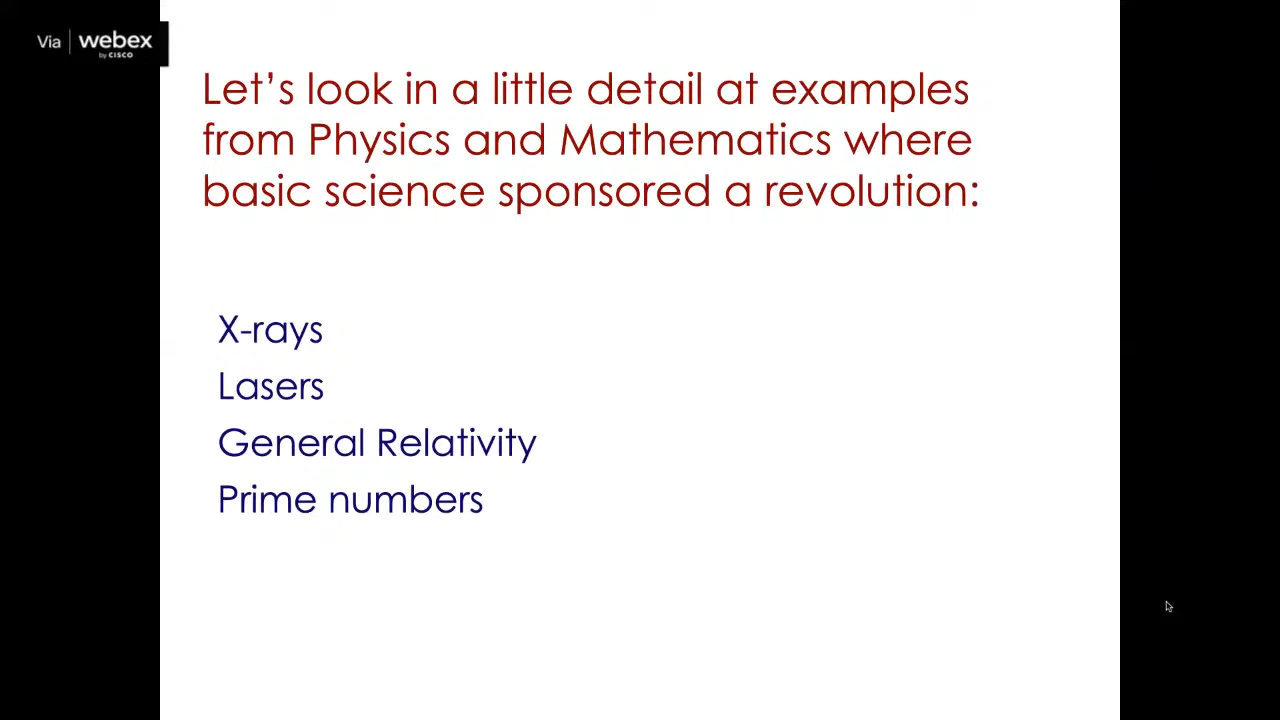 Via webex
by CISCO
Let’s look in a little detail at examples
from Physics and Mathematics where
basic science sponsored a revolution:
X-rays
Lasers
General Relativity
Prime numbers